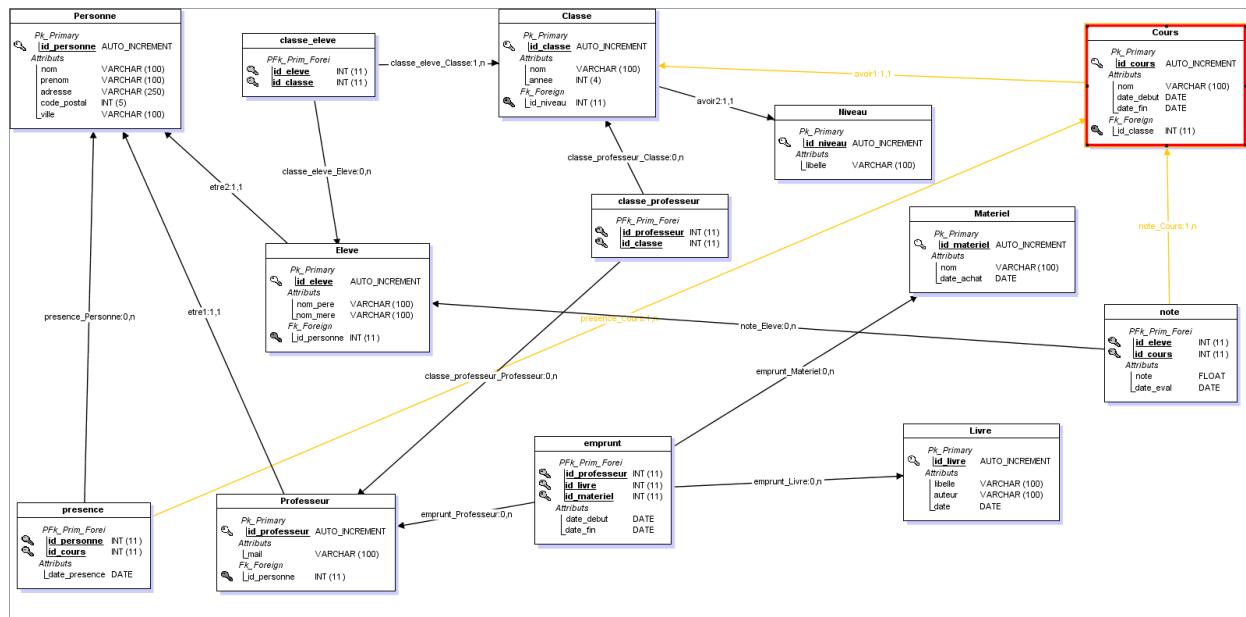 Personne
Pk_Primary
id_personne AUTO_INCREMENT
Attributs
nom VARCHAR (100)
prenom VARCHAR (100)
adresse VARCHAR (250)
code_postal INT (5)
ville VARCHAR (100)
classe_eleve
PFk_Prim_Forei
id_eleve INT (11)
id_classe INT (11)
classe_eleve_Classe:1,n
Classe
Pk_Primary
id_classe AUTO_INCREMENT
Attributs
nom VARCHAR (100)
annee INT (4)
Fk_Foreign
id_niveau INT (11)
avoir1:1,1
Cours
Pk_Primary
id_cours AUTO_INCREMENT
Attributs
nom VARCHAR (100)
date_debut DATE
date_fin DATE
Fk_Foreign
id_classe INT (11)
avoir2:1,1
Niveau
Pk_Primary
id_niveau AUTO_INCREMENT
Attributs
libelle VARCHAR (100)
classe_professeur_Classe:0,n
classe_eleve_Eleve:0,n
etre2:1,1
classe_professeur
PFk_Prim_Forei
id_professeur INT (11)
id_classe INT (11)
Materiel
Pk_Primary
id_materiel AUTO_INCREMENT
Attributs
nom VARCHAR (100)
date_achat DATE
note_Cours:1,n
Eleve
Pk_Primary
id_eleve AUTO_INCREMENT
Attributs
nom_pere VARCHAR (100)
nom_mere VARCHAR (100)
Fk_Foreign
id_personne INT (11)
presence_Personne:0,n
etre1:1,1
presence_Cours:1,n
note_Eleve:0,n
note
PFk_Prim_Forei
id_eleve INT (11)
id_cours INT (11)
Attributs
note FLOAT
date_eval DATE
classe_professeur_Professeur:0,n
emprunt_Materiel:0,n
emprunt
PFk_Prim_Forei
id_professeur INT (11)
id_livre INT (11)
id_materiel INT (11)
Attributs
date_debut DATE
date_fin DATE
emprunt_Livre:0,n
Livre
Pk_Primary
id_livre AUTO_INCREMENT
Attributs
libelle VARCHAR (100)
auteur VARCHAR (100)
date DATE
emprunt_Professeur:0,n
presence
PFk_Prim_Forei
id_personne INT (11)
id_cours INT (11)
Attributs
date_presence DATE
Professeur
Pk_Primary
id_professeur AUTO_INCREMENT
Attributs
mail VARCHAR (100)
Fk_Foreign
id_personne INT (11)